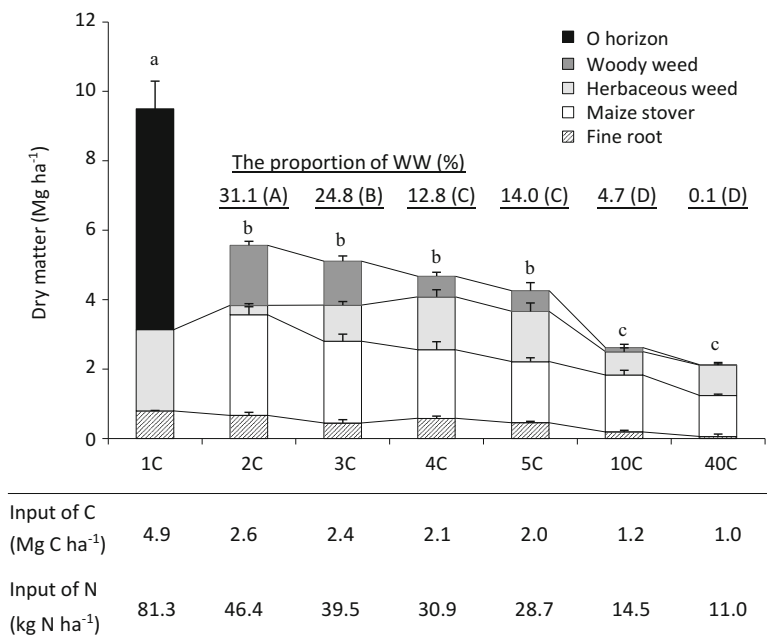 12
10
8
6
4
2
0
Dry matter (Mg ha⁻¹)
O horizon
Woody weed
Herbaceous weed
Maize stover
Fine root
The proportion of WW (%)
31.1 (A) 24.8 (B) 12.8 (C) 14.0 (C) 4.7 (D) 0.1 (D)
a b b b b c c
1C 2C 3C 4C 5C 10C 40C
Input of C
(Mg C ha⁻¹) 4.9 2.6 2.4 2.1 2.0 1.2 1.0
Input of N
(kg N ha⁻¹) 81.3 46.4 39.5 30.9 28.7 14.5 11.0